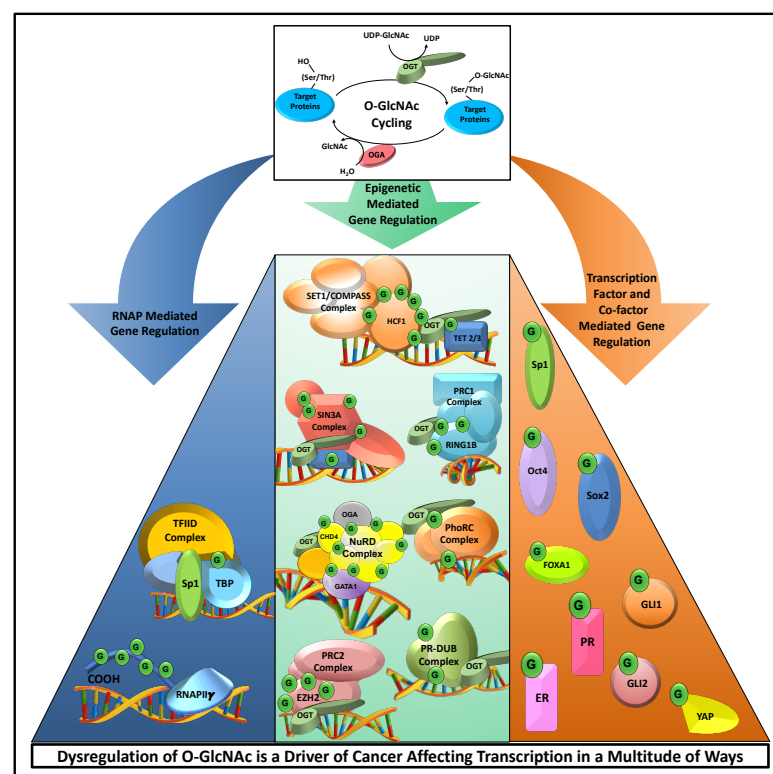 UDP-GlcNAc
UDP
OGT
HO
(Ser/Thr)
Target
Proteins
O-GlcNAc
(Ser/Thr)
Target
Proteins
O-GlcNAc
Cycling
GlcNAc
OGA
H₂O
Epigenetic
Mediated
Gene Regulation
RNAP Mediated
Gene Regulation
Transcription
Factor and
Co-factor
Mediated Gene
Regulation
SET1/COMPASS
Complex
G
G
G
G
G
HCF1
G
G
OGT
G
TET 2/3
G
G
G
SIN3A
Complex
G
OGT
G
PRC1
Complex
OGT
G
G
G
RING1B
OGA
G
G
G
OGT
CHD4
NuRD
Complex
G
G
G
G
G
GATA1
OGT
G
G
PhoRC
Complex
G
PRC2
Complex
G
G
G
EZH2
G
OGT
PR-DUB
Complex
G
G
OGT
TFIID
Complex
G
Sp1
TBP
G
G
G
G
G
COOH
RNAPIIγ
G
Sp1
G
Oct4
G
Sox2
G
FOXA1
G
GLI1
G
PR
G
ER
G
GLI2
G
YAP
Dysregulation of O-GlcNAc is a Driver of Cancer Affecting Transcription in a Multitude of Ways